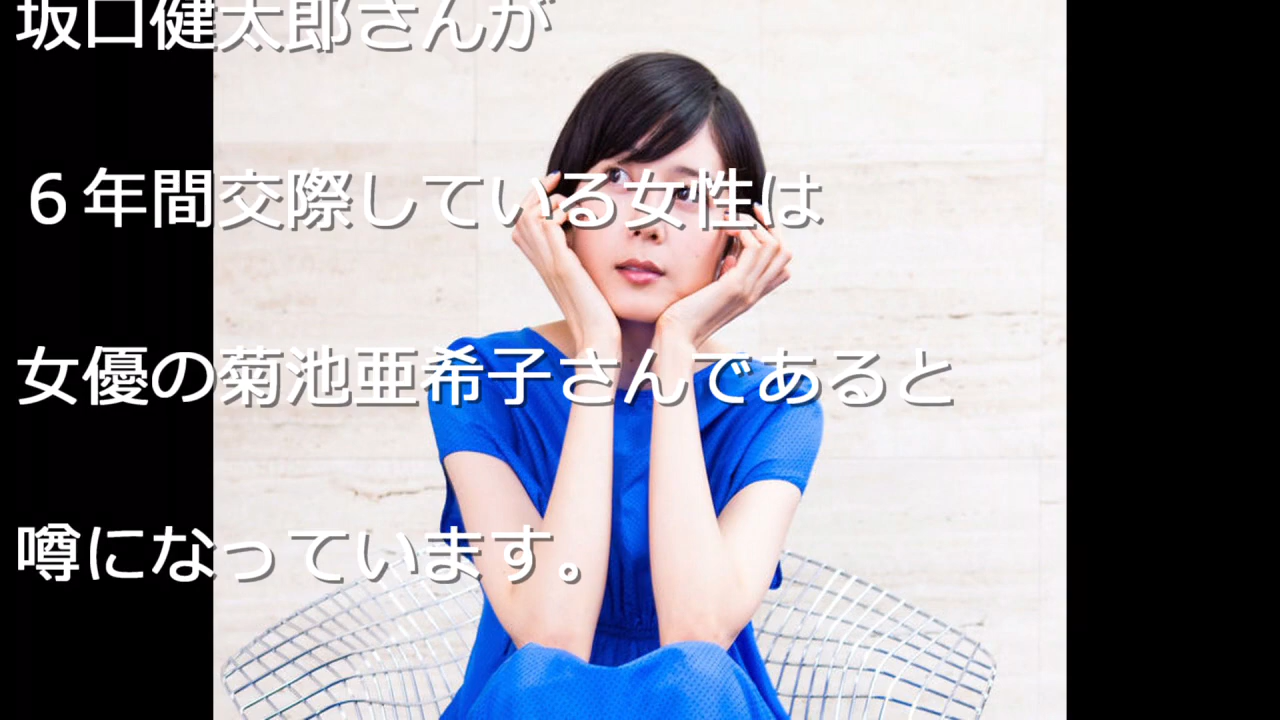 坂口健太郎さんが
６年間交際している女性は
女優の菊池亜希子さんであると
噂になっています。